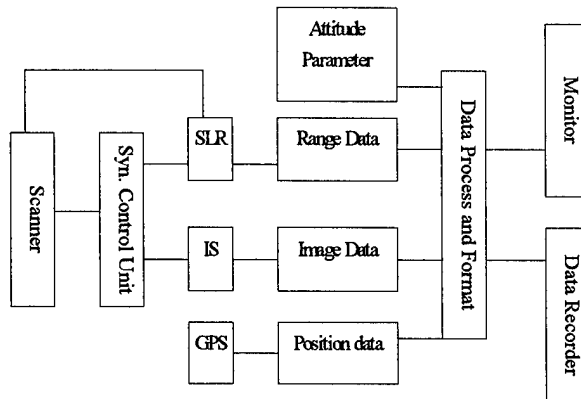 Attitude
Parameter
SLR
Range Data
Scanner
Syn. Control Unit
IS
Image Data
GPS
Position data
Data Process and Format
Monitor
Data Recorder